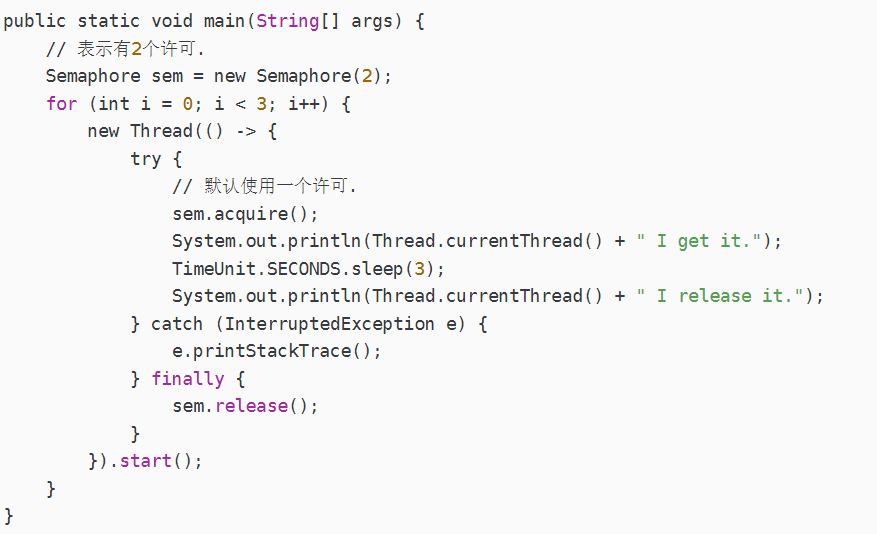 public static void main(String[] args) {
    // 表示有2个许可.
    Semaphore sem = new Semaphore(2);
    for (int i = 0; i < 3; i++) {
        new Thread(() -> {
            try {
                // 默认使用一个许可.
                sem.acquire();
                System.out.println(Thread.currentThread() + " I get it.");
                TimeUnit.SECONDS.sleep(3);
                System.out.println(Thread.currentThread() + " I release it.");
            } catch (InterruptedException e) {
                e.printStackTrace();
            } finally {
                sem.release();
            }
        }).start();
    }
}